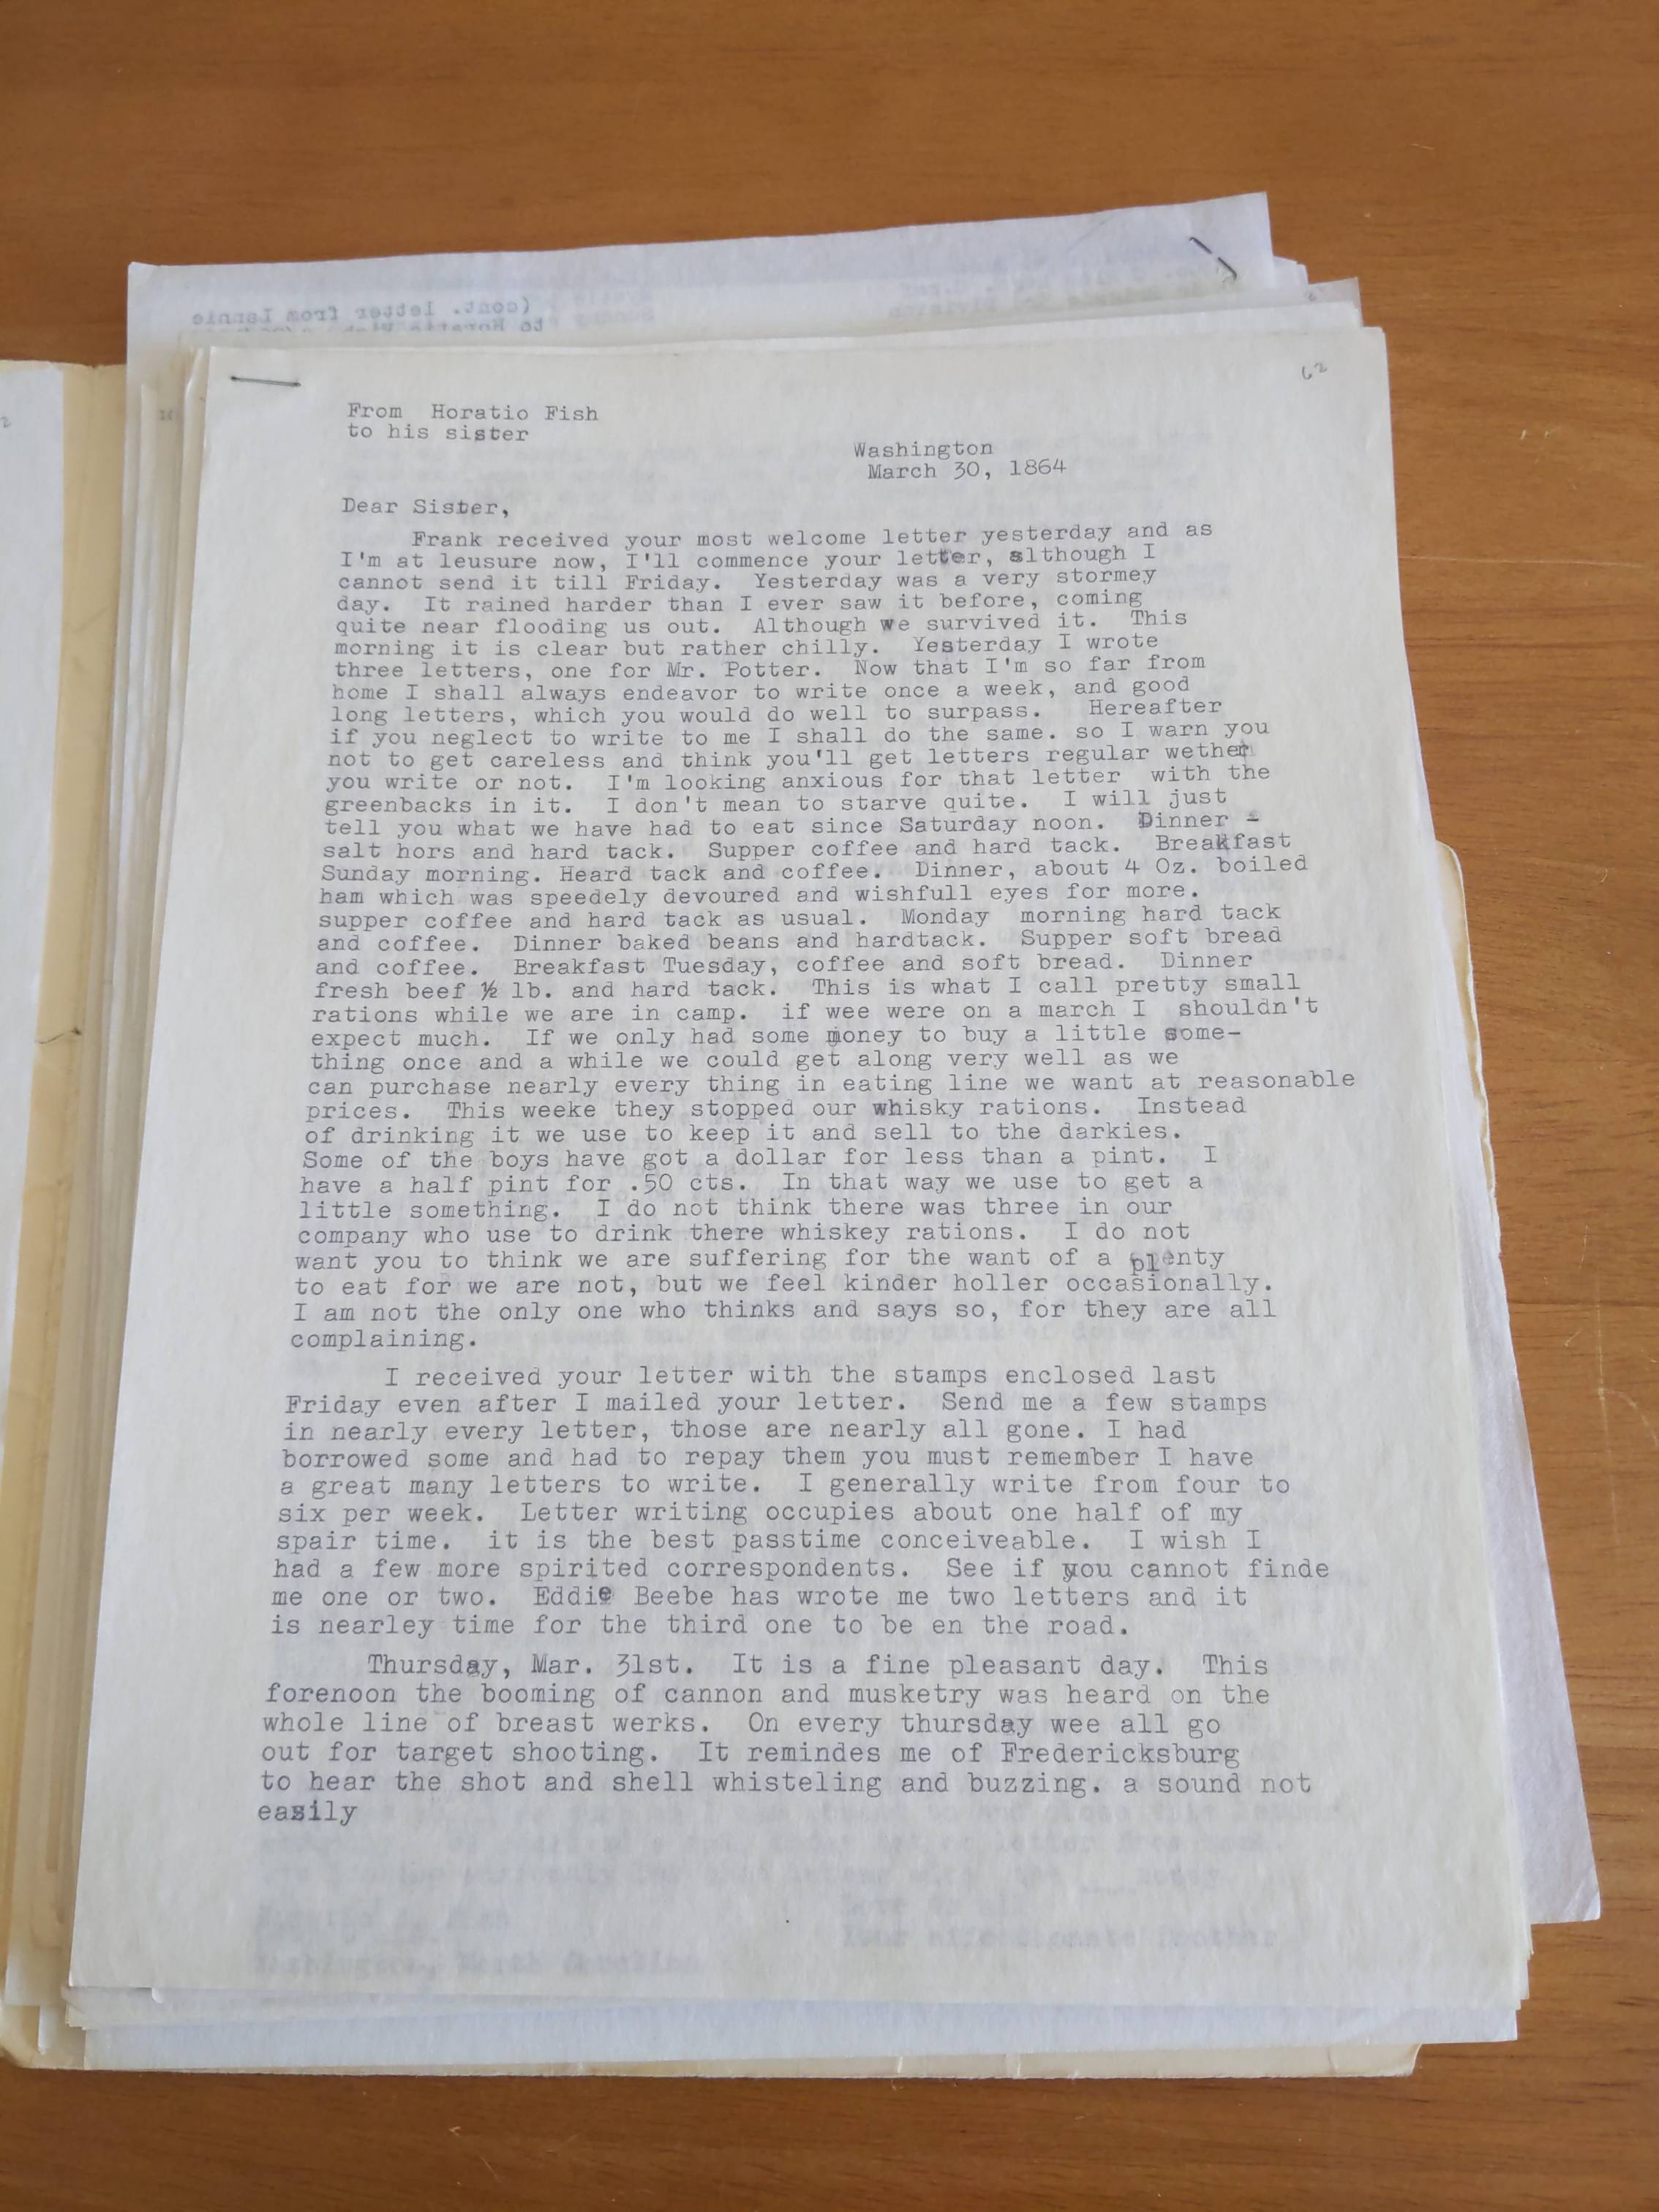 (cont. letter from Lannie
to Horatio
62
From Horatio Fish
to his sister
Washington
March 30, 1864
Dear Sister,
Frank received your most welcome letter yesterday and as
I'm at leusure now, I'll commence your letter, although I
cannot send it till Friday. Yesterday was a very stormey
day. It rained harder than I ever saw it before, coming
quite near flooding us out. Although we survived it. This
morning it is clear but rather chilly. Yesterday I wrote
three letters, one for Mr. Potter. Now that I'm so far from
home I shall always endeavor to write once a week, and good
long letters, which you would do well to surpass. Hereafter
if you neglect to write to me I shall do the same. so I warn you
not to get careless and think you'll get letters regular wether
you write or not. I'm looking anxious for that letter with the
greenbacks in it. I don't mean to starve quite. I will just
tell you what we have had to eat since Saturday noon. Dinner -
salt hors and hard tack. Supper coffee and hard tack. Breakfast
Sunday morning. Heard tack and coffee. Dinner, about 4 Oz. boiled
ham which was speedely devoured and wishfull eyes for more.
supper coffee and hard tack as usual. Monday morning hard tack
and coffee. Dinner baked beans and hardtack. Supper soft bread
and coffee. Breakfast Tuesday, coffee and soft bread. Dinner
fresh beef ½ lb. and hard tack. This is what I call pretty small
rations while we are in camp. if wee were on a march I shouldn't
expect much. If we only had some money to buy a little some-
thing once and a while we could get along very well as we
can purchase nearly every thing in eating line we want at reasonable
prices. This weeke they stopped our whisky rations. Instead
of drinking it we use to keep it and sell to the darkies.
Some of the boys have got a dollar for less than a pint. I
have a half pint for .50 cts. In that way we use to get a
little something. I do not think there was three in our
company who use to drink there whiskey rations. I do not
want you to think we are suffering for the want of a plenty
to eat for we are not, but we feel kinder holler occasionally.
I am not the only one who thinks and says so, for they are all
complaining.
I received your letter with the stamps enclosed last
Friday even after I mailed your letter. Send me a few stamps
in nearly every letter, those are nearly all gone. I had
borrowed some and had to repay them you must remember I have
a great many letters to write. I generally write from four to
six per week. Letter writing occupies about one half of my
spair time. it is the best passtime conceiveable. I wish I
had a few more spirited correspondents. See if you cannot finde
me one or two. Eddie Beebe has wrote me two letters and it
is nearley time for the third one to be en the road.
Thursday, Mar. 31st. It is a fine pleasant day. This
forenoon the booming of cannon and musketry was heard on the
whole line of breast werks. On every thursday wee all go
out for target shooting. It remindes me of Fredericksburg
to hear the shot and shell whisteling and buzzing. a sound not
easily